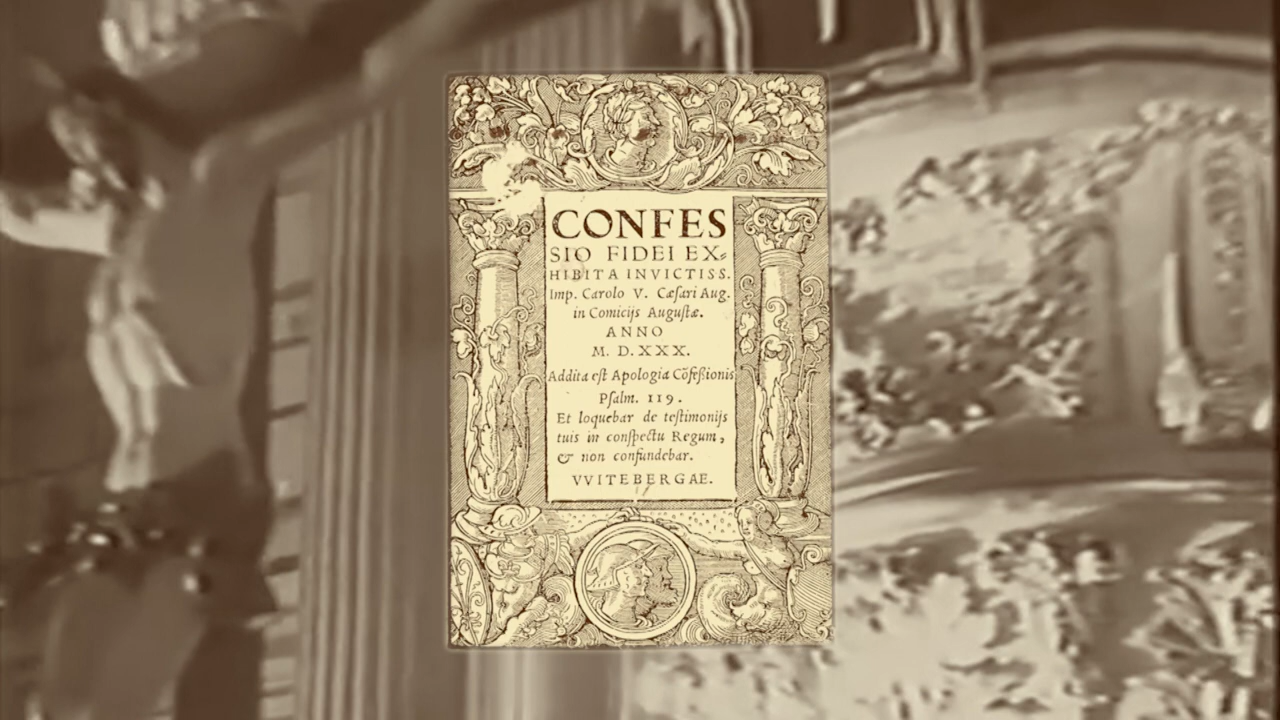 CONFES
SIO FIDEI EX⸗
HIBITA INVICTISS.
Imp. Carolo V. Cæſari Aug.
in Comicijs Auguſtæ.
ANNO
M. D. XXX.
Addita eſt Apologia Cõfeßionis
Pſalm. 119.
Et loquebar de teſtimonijs
tuis in conſpectu Regum,
& non confundebar.
VVITEBERGAE.